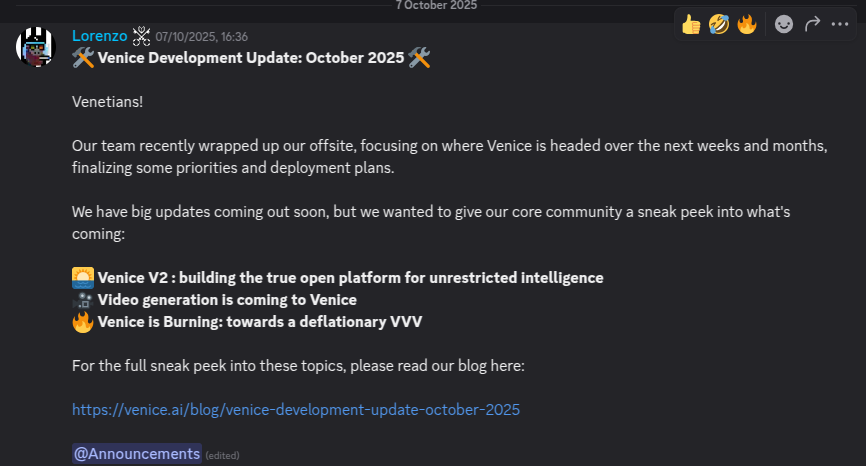 7 October 2025
Lorenzo 07/10/2025, 16:36
Venice Development Update: October 2025
Venetians!
Our team recently wrapped up our offsite, focusing on where Venice is headed over the next weeks and months,
finalizing some priorities and deployment plans.
We have big updates coming out soon, but we wanted to give our core community a sneak peek into what's
coming:
Venice V2 : building the true open platform for unrestricted intelligence
Video generation is coming to Venice
Venice is Burning: towards a deflationary VVV
For the full sneak peek into these topics, please read our blog here:
https://venice.ai/blog/venice-development-update-october-2025
@Announcements (edited)